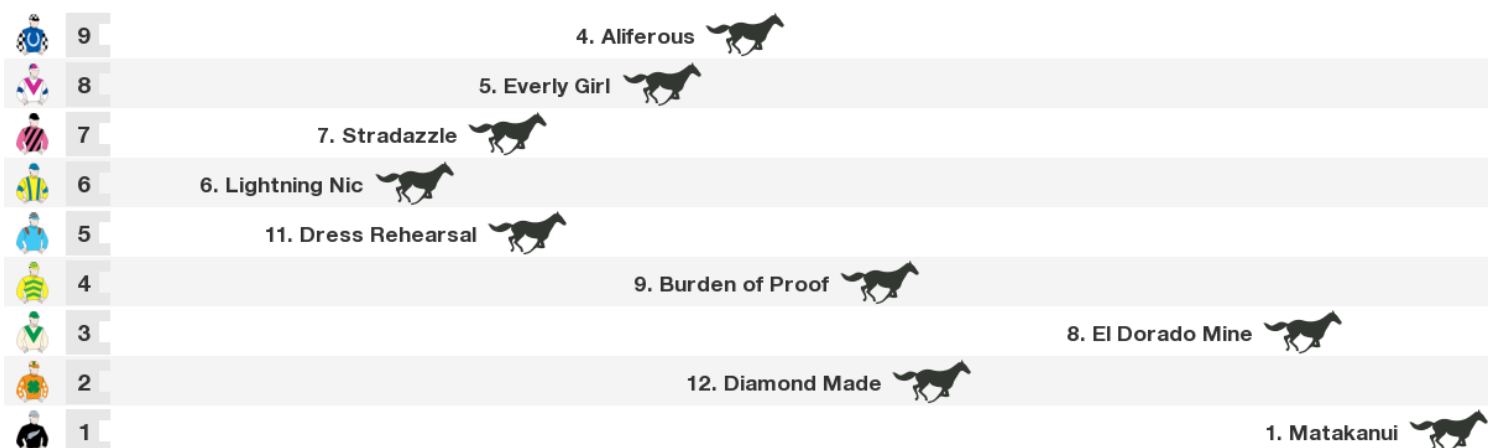 9 4. Aliferous
8 5. Everly Girl
7 7. Stradazzle
6 6. Lightning Nic
5 11. Dress Rehearsal
4 9. Burden of Proof
3 8. El Dorado Mine
2 12. Diamond Made
1 1. Matakanui